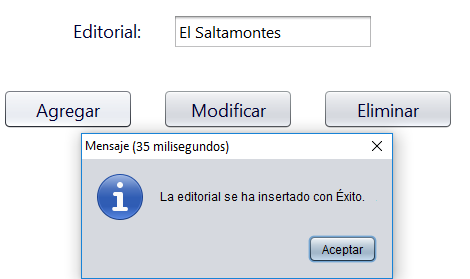 Editorial: El Saltamontes
Agregar Modificar Eliminar
Mensaje (35 milisegundos)
La editorial se ha insertado con Éxito.
Aceptar